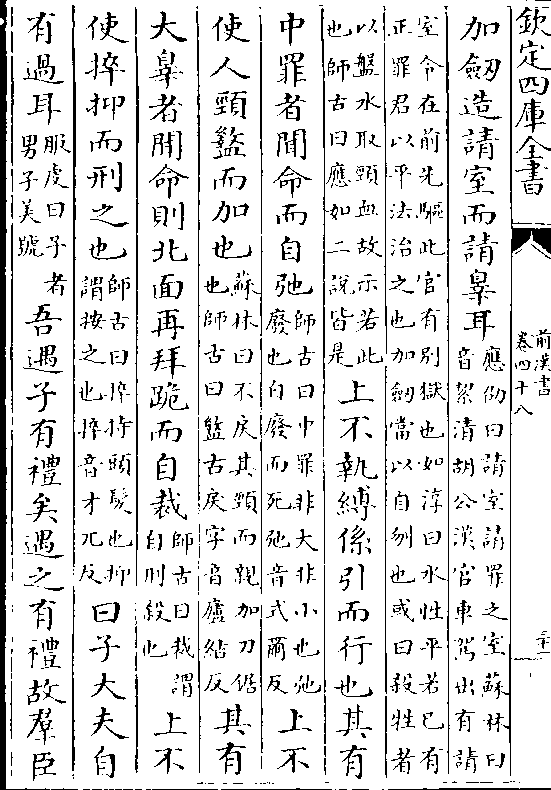 欽定四庫全書
前漢書
卷四十八
二十
加劒造請室而請辠耳應劭曰請室請罪之室蘇林曰
音絜清胡公漢官車駕出有請
室令在前先驅此官有別獄也如淳曰水性平若已有
正罪君以平法治之也加劒當以自刎也或曰殺牲者
以盤水取頸血故示若此
也師古曰應如二說皆是上不執縛係引而行也其有
中罪者聞命而自弛師古曰中罪非大非小也弛
廢也自廢而死弛音式爾反上不
使人頸盭而加也蘇林曰不戾其頸而親加刀鋸
也師古曰盭古戾字音廬結反其有
大辠者聞命則北面再拜跪而自裁師古曰裁謂
自刑殺也上不
使捽抑而刑之也師古曰捽持頭髮也抑
謂按之也捽音才兀反曰子大夫自
有過耳服虔曰子者
男子美號吾遇子有禮矣遇之有禮故羣臣